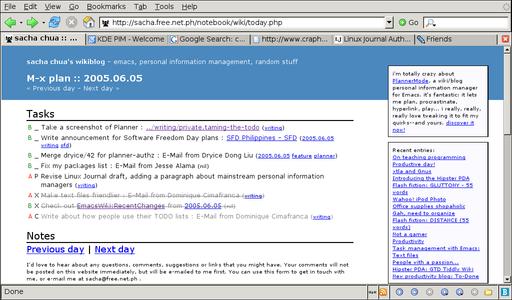 File Edit View Go Bookmarks Tab Tools Help
http://sacha.free.net.ph/notebook/wiki/today.php
Go
sacha chua :: ...
KDE PIM - Welcome
Google Search: c...
http://www.craph...
Linux Journal Auth...
Friends
sacha chua's wikiblog - emacs, personal information management, random stuff
M-x plan :: 2005.06.05
« Previous day - Next day »
Tasks
B _ Take a screenshot of Planner : .../writing/private.taming-the-todo (writing)
B _ Write announcement for Software Freedom Day plans : SFD Philippines - SFD (2005.06.05
writing sfd)
B _ Merge dryice/42 for planner-authz : E-Mail from Dryice Dong Liu (2005.06.05 feature planner)
B _ Fix my packages list : E-Mail from Jesse Alama (nil)
A P Revise Linux Journal draft, adding a paragraph about mainstream personal information
managers (writing)
A X Make text files friendlier : E-Mail from Dominique Cimafranca (writing)
B X Check out EmacsWiki:RecentChanges from 2005.06.05 (nil)
A C Write about how people use their TODO lists : E-Mail from Dominique Cimafranca (writing)
Notes
Previous day | Next day
I'd love to hear about any questions, comments, suggestions or links that you might have. Your comments will not
be posted on this website immediately, but will be e-mailed to me first. You can use this form to get in touch with
me, or e-mail me at sacha@free.net.ph .
I'm totally crazy about
PlannerMode, a wiki/blog
personal information manager
for Emacs. it's fantastic: it lets
me plan, procrastinate,
hyperlink, play... i really, really,
really love tweaking it to fit my
quirks--and yours. discover it
now!
Recent entries:
On teaching programming
Productive day!
xtla and Gnus
Introducing the Hipster PDA
Flash fiction: GLUTTONY - 55
words
Wahoo! iPod Photo
Office supplies shopaholic
Gah, need to organize
Flash fiction: DISTANCE (55
words)
Not a gamer
Productivity
Task management with Emacs:
Text files
People with a passion...
Hipster PDA: GTD Tiddly Wiki
New phonebook URL
Done